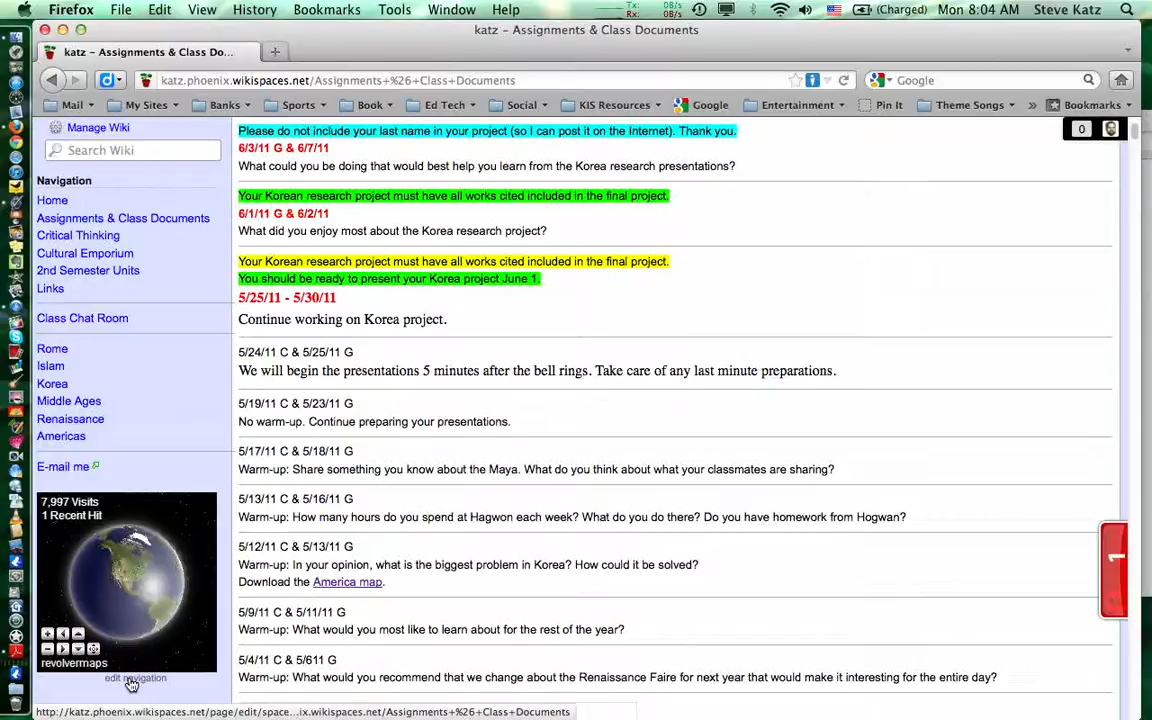 Firefox File Edit View History Bookmarks Tools Window Help Tx: 0B/s Rx: 0B/s (Charged) Mon 8:04 AM Steve Katz
katz – Assignments & Class Documents
katz – Assignments & Class Do...
katz.phoenix.wikispaces.net/Assignments+%26+Class+Documents Google
Mail My Sites Banks Sports Book Ed Tech Social KIS Resources Google Entertainment Pin It Theme Songs » Bookmarks
Manage Wiki
Search Wiki
Navigation
Home
Assignments & Class Documents
Critical Thinking
Cultural Emporium
2nd Semester Units
Links
Class Chat Room
Rome
Islam
Korea
Middle Ages
Renaissance
Americas
E-mail me
7,997 Visits
1 Recent Hit
revolvermaps
edit navigation
0
Please do not include your last name in your project (so I can post it on the Internet). Thank you.
6/3/11 G & 6/7/11
What could you be doing that would best help you learn from the Korea research presentations?
Your Korean research project must have all works cited included in the final project.
6/1/11 G & 6/2/11
What did you enjoy most about the Korea research project?
Your Korean research project must have all works cited included in the final project.
You should be ready to present your Korea project June 1.
5/25/11 - 5/30/11
Continue working on Korea project.
5/24/11 C & 5/25/11 G
We will begin the presentations 5 minutes after the bell rings. Take care of any last minute preparations.
5/19/11 C & 5/23/11 G
No warm-up. Continue preparing your presentations.
5/17/11 C & 5/18/11 G
Warm-up: Share something you know about the Maya. What do you think about what your classmates are sharing?
5/13/11 C & 5/16/11 G
Warm-up: How many hours do you spend at Hagwon each week? What do you do there? Do you have homework from Hogwan?
5/12/11 C & 5/13/11 G
Warm-up: In your opinion, what is the biggest problem in Korea? How could it be solved?
Download the America map.
5/9/11 C & 5/11/11 G
Warm-up: What would you most like to learn about for the rest of the year?
5/4/11 C & 5/611 G
Warm-up: What would you recommend that we change about the Renaissance Faire for next year that would make it interesting for the entire day?
1
http://katz.phoenix.wikispaces.net/page/edit/space...ix.wikispaces.net/Assignments+%26+Class+Documents